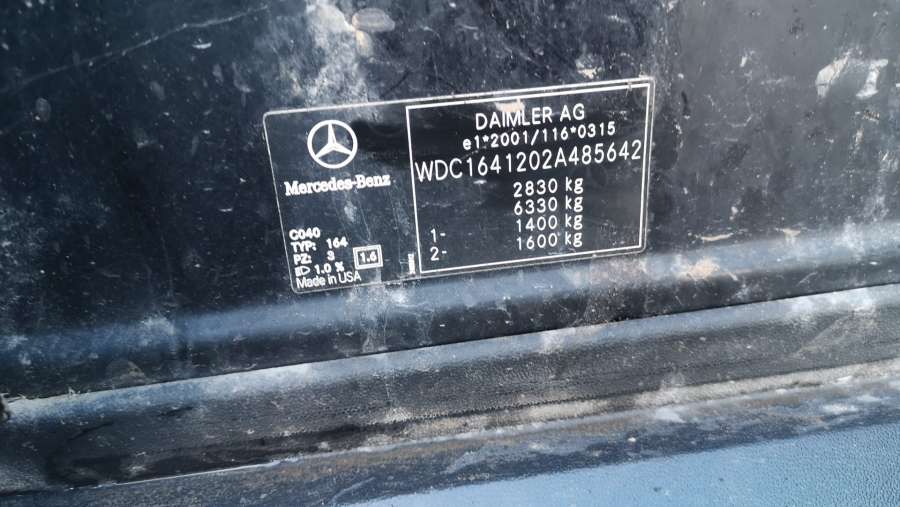 Mercedes-Benz
C040
TYP: 164
PZ: 3
1.0 %
1.6
Made in USA
DAIMLER AG
e1*2001/116*0315
WDC1641202A485642
2830 kg
6330 kg
1- 1400 kg
2- 1600 kg